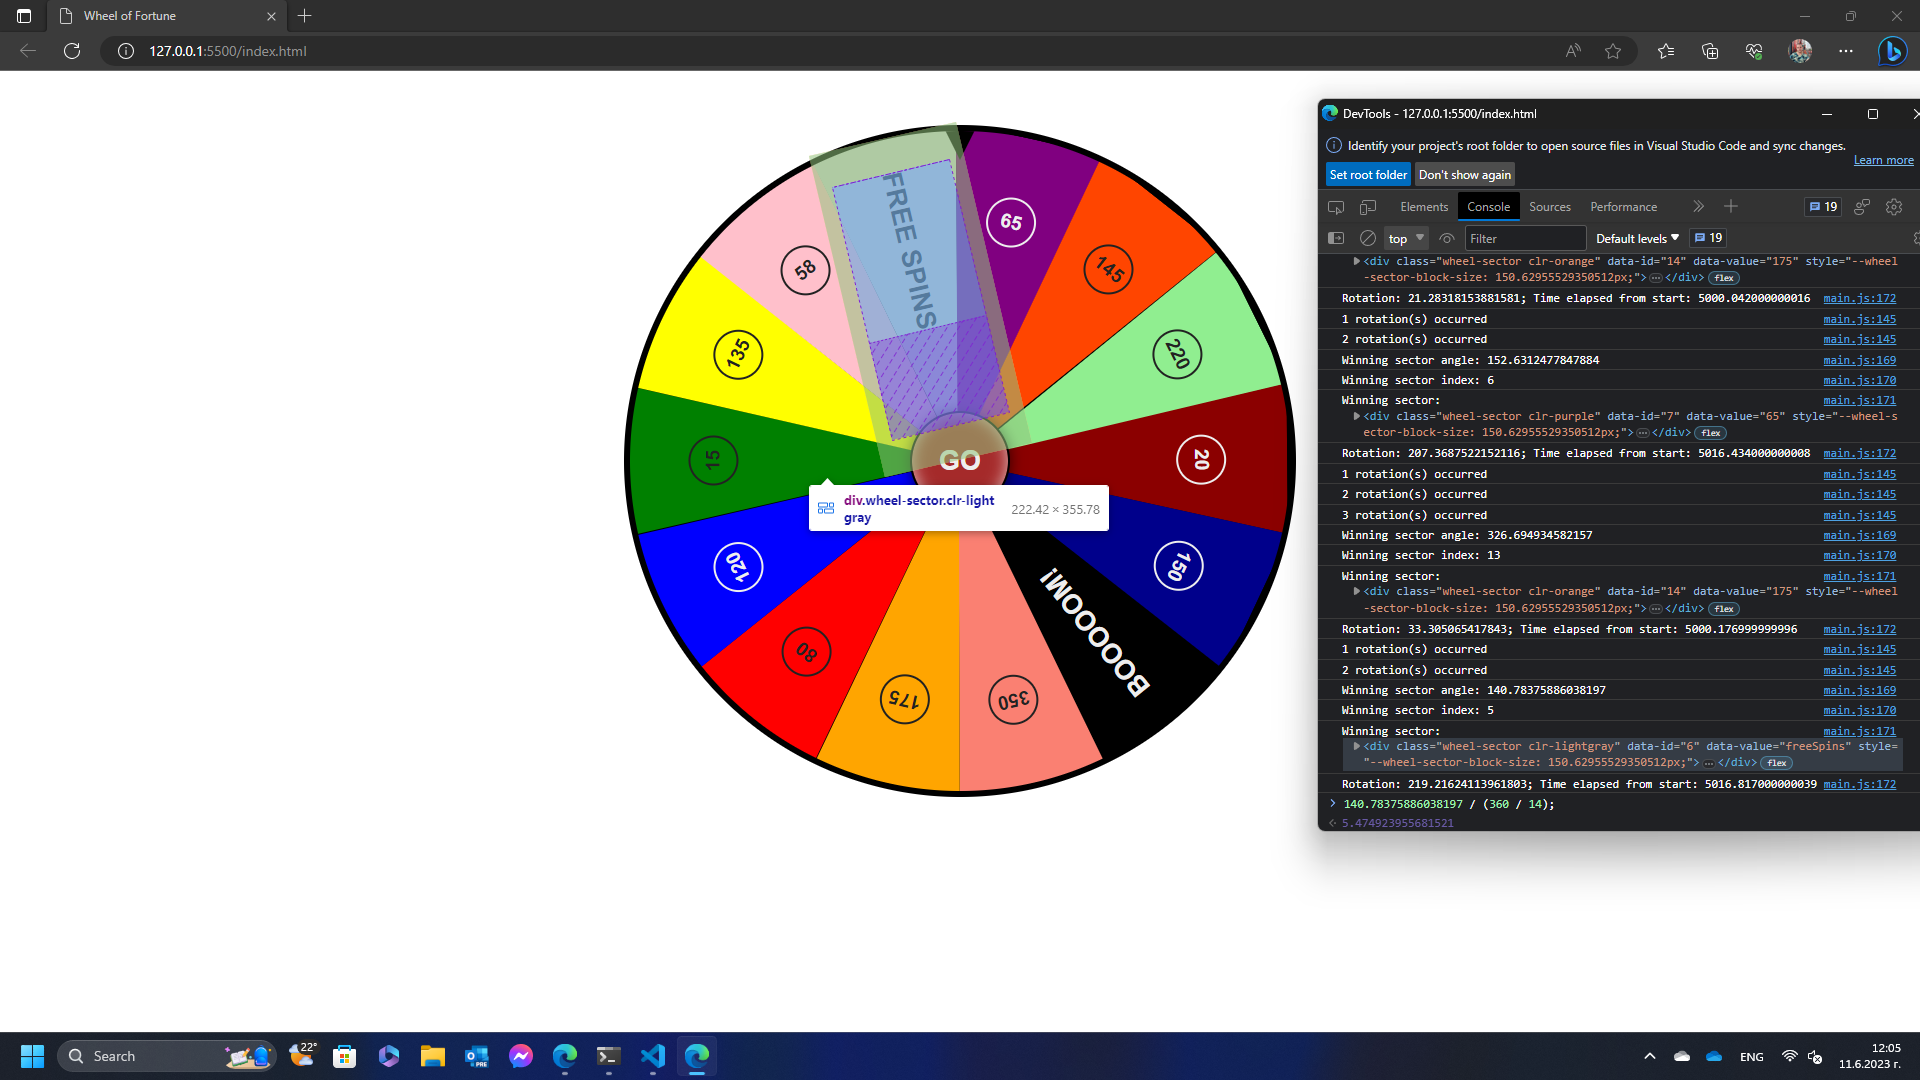 Wheel of Fortune
127.0.0.1:5500/index.html
DevTools - 127.0.0.1:5500/index.html
Identify your project's root folder to open source files in Visual Studio Code and sync changes.
Learn more
Set root folder
Don't show again
Elements
Console
Sources
Performance
19
top
Filter
Default levels
19
<div class="wheel-sector clr-orange" data-id="14" data-value="175" style="--wheel
-sector-block-size: 150.62955529350512px;">…</div> flex
Rotation: 21.28318153881581; Time elapsed from start: 5000.042000000016 main.js:172
1 rotation(s) occurred main.js:145
2 rotation(s) occurred main.js:145
Winning sector angle: 152.6312477847884 main.js:169
Winning sector index: 6 main.js:170
Winning sector: main.js:171
<div class="wheel-sector clr-purple" data-id="7" data-value="65" style="--wheel-s
ector-block-size: 150.62955529350512px;">…</div> flex
Rotation: 207.3687522152116; Time elapsed from start: 5016.434000000008 main.js:172
1 rotation(s) occurred main.js:145
2 rotation(s) occurred main.js:145
3 rotation(s) occurred main.js:145
Winning sector angle: 326.694934582157 main.js:169
Winning sector index: 13 main.js:170
Winning sector: main.js:171
<div class="wheel-sector clr-orange" data-id="14" data-value="175" style="--wheel
-sector-block-size: 150.62955529350512px;">…</div> flex
Rotation: 33.305065417843; Time elapsed from start: 5000.176999999996 main.js:172
1 rotation(s) occurred main.js:145
2 rotation(s) occurred main.js:145
Winning sector angle: 140.78375886038197 main.js:169
Winning sector index: 5 main.js:170
Winning sector: main.js:171
<div class="wheel-sector clr-lightgray" data-id="6" data-value="freeSpins" style=
"--wheel-sector-block-size: 150.62955529350512px;">…</div> flex
Rotation: 219.21624113961803; Time elapsed from start: 5016.817000000039 main.js:172
140.78375886038197 / (360 / 14);
5.474923955681521
FREE SPINS
65
145
220
20
150
BOOOOOM!
350
175
80
120
15
135
58
GO
div.wheel-sector.clr-light
gray
222.42 × 355.78
Search
22°
PRE
ENG
12:05
11.6.2023 г.